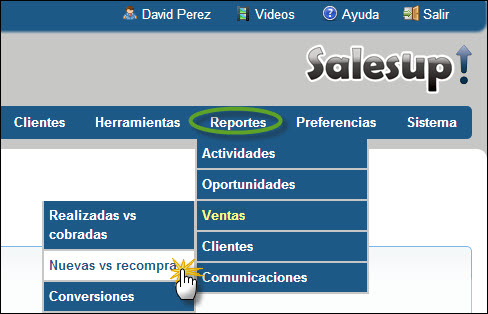 David Perez Videos Ayuda Salir
Salesup!
Clientes Herramientas Reportes Preferencias Sistema
Actividades
Oportunidades
Ventas
Clientes
Comunicaciones
Realizadas vs
cobradas
Nuevas vs recompra
Conversiones